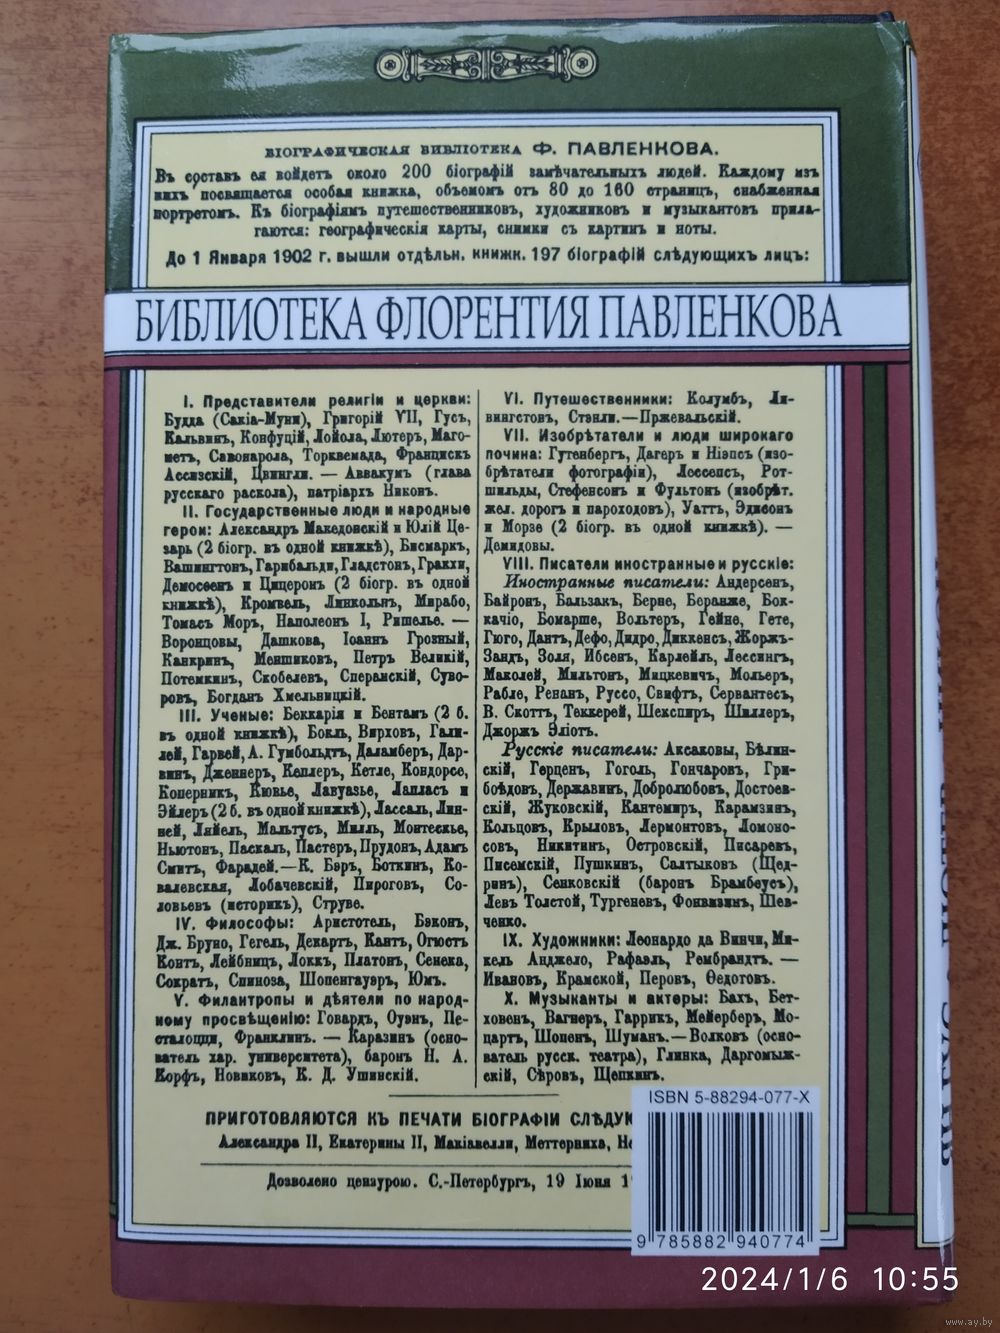 БІОГРАФИЧЕСКАЯ БИБЛІОТЕКА Ф. ПАВЛЕНКОВА.
Въ составъ ея войдетъ около 200 біографій замѣчательныхъ людей. Каждому изъ
нихъ посвящается особая книжка, объемомъ отъ 80 до 160 страницъ, снабженная
портретомъ. Къ біографіямъ путешественниковъ, художниковъ и музыкантовъ прила-
гаются: географическія карты, снимки съ картинъ и ноты.
До 1 Января 1902 г. вышли отдѣльн. книжк. 197 біографій слѣдующихъ лицъ:
БИБЛИОТЕКА ФЛОРЕНТИЯ ПАВЛЕНКОВА
I. Представители религіи и церкви:
Будда (Сакіа-Муни), Григорій VII, Гусъ,
Кальвинъ, Конфуцій, Лойола, Лютеръ, Маго-
метъ, Савонарола, Торквемада, Францискъ
Ассизскій, Цвингли. — Аввакумъ (глава
русскаго раскола), патріархъ Никонъ.
II. Государственные люди и народные
герои: Александръ Македонскій и Юлій Це-
зарь (2 біогр. въ одной книжкѣ), Бисмаркъ,
Вашингтонъ, Гарибальди, Гладстонъ, Гракхи,
Демосѳенъ и Цицеронъ (2 біогр. въ одной
книжкѣ), Кромвель, Линкольнъ, Мирабо,
Томасъ Моръ, Наполеонъ I, Ришелье. —
Воронцовы, Дашкова, Іоаннъ Грозный,
Канкринъ, Меншиковъ, Петръ Великій,
Потемкинъ, Скобелевъ, Сперанскій, Суво-
ровъ, Богданъ Хмельницкій.
III. Ученые: Беккарія и Бентамъ (2 б.
въ одной книжкѣ), Бокль, Вирховъ, Гали-
лей, Гарвей, А. Гумбольдтъ, Даламберъ, Дар-
винъ, Дженнеръ, Кеплеръ, Кетле, Кондорсе,
Коперникъ, Кювье, Лавуазье, Лапласъ и
Эйлеръ (2 б. въ одной книжкѣ), Лассаль, Лин-
ней, Ляйель, Мальтусъ, Милль, Монтескье,
Ньютонъ, Паскаль, Пастеръ, Прудонъ, Адамъ
Смитъ, Фарадей. — К. Бэръ, Боткинъ, Ко-
валевская, Лобачевскій, Пироговъ, Со-
ловьевъ (историкъ), Струве.
IV. Философы: Аристотель, Бэконъ,
Дж. Бруно, Гегель, Декартъ, Кантъ, Огюстъ
Контъ, Лейбницъ, Локкъ, Платонъ, Сенека,
Сократъ, Спиноза, Шопенгауэръ, Юмъ.
V. Филантропы и дѣятели по народ-
ному просвѣщенію: Говардъ, Оуэнъ, Пе-
сталоцци, Франклинъ. — Каразинъ (осно-
ватель хар. университета), баронъ Н. А.
Корфъ, Новиковъ, К. Д. Ушинскій.
VI. Путешественники: Колумбъ, Ли-
вингстонъ, Стэнли. — Пржевальскій.
VII. Изобрѣтатели и люди широкаго
почина: Гутенбергъ, Дагеръ и Ніэпсъ (изо-
брѣтатели фотографіи), Лессепсъ, Рот-
шильды, Стефенсонъ и Фультонъ (изобрѣт.
жел. дорогъ и пароходовъ), Уаттъ, Эдисонъ
и Морзе (2 біогр. въ одной книжкѣ). —
Демидовы.
VIII. Писатели иностранные и русскіе:
Иностранные писатели: Андерсенъ,
Байронъ, Бальзакъ, Берне, Беранже, Бок-
качіо, Бомарше, Вольтеръ, Гейне, Гете,
Гюго, Дантъ, Дефо, Дидро, Диккенсъ, Жоржъ-
Зандъ, Золя, Ибсенъ, Карлейль, Лессингъ,
Маколей, Мильтонъ, Мицкевичъ, Мольеръ,
Рабле, Ренанъ, Руссо, Свифтъ, Сервантесъ,
В. Скоттъ, Теккерей, Шекспиръ, Шиллеръ,
Джоржъ Эліотъ.
Русскіе писатели: Аксаковы, Бѣлин-
скій, Герценъ, Гоголь, Гончаровъ, Гри-
боѣдовъ, Державинъ, Добролюбовъ, Достоев-
скій, Жуковскій, Кантемиръ, Карамзинъ,
Кольцовъ, Крыловъ, Лермонтовъ, Ломоно-
совъ, Никитинъ, Островскій, Писаревъ,
Писемскій, Пушкинъ, Салтыковъ (Щед-
ринъ), Сенковскій (баронъ Брамбеусъ),
Левъ Толстой, Тургеневъ, Фонвизинъ, Шев-
ченко.
IX. Художники: Леонардо да Винчи, Ми-
кель Анджело, Рафаэль, Рембрандтъ. —
Ивановъ, Крамской, Перовъ, Ѳедотовъ.
X. Музыканты и актеры: Бахъ, Бет-
ховенъ, Вагнеръ, Гаррикъ, Мейерберъ, Мо-
цартъ, Шопенъ, Шуманъ. — Волковъ (осно-
ватель русск. театра), Глинка, Даргомыж-
скій, Сѣровъ, Щепкинъ.
ПРИГОТОВЛЯЮТСЯ КЪ ПЕЧАТИ БІОГРАФІИ СЛѢДУЮ
Александра II, Екатерины II, Макіавелли, Меттерниха, Не
Дозволено цензурою. С.-Петербургъ, 19 Іюня 1
ISBN 5-88294-077-X
9 785882 940774
2024/1/6 10:55
www.ay.by